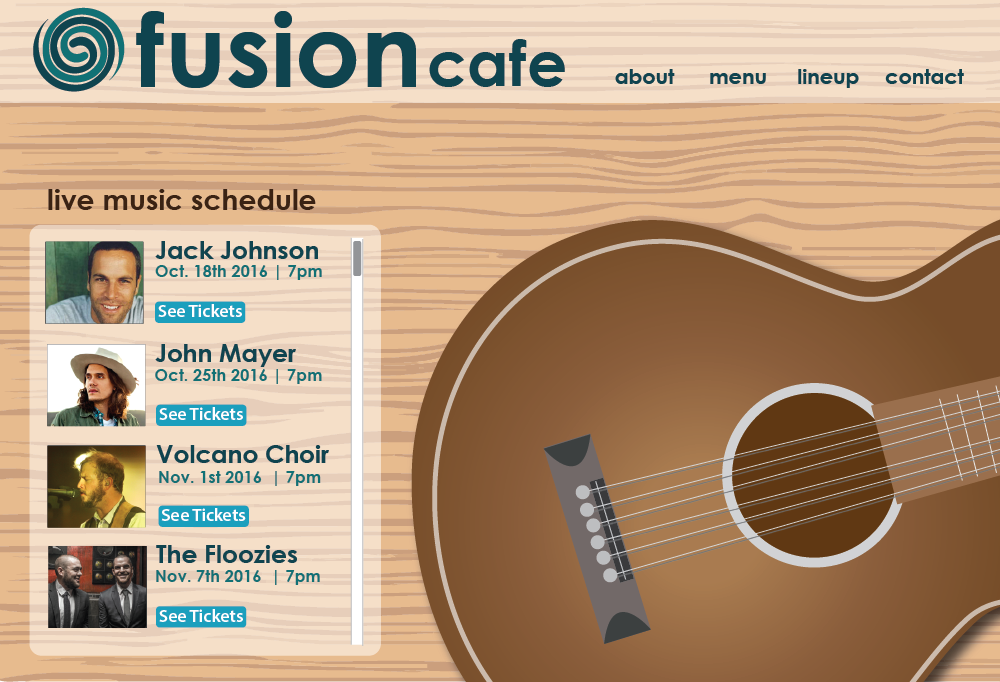 fusion cafe
about menu lineup contact
live music schedule
Jack Johnson
Oct. 18th 2016 | 7pm
See Tickets
John Mayer
Oct. 25th 2016 | 7pm
See Tickets
Volcano Choir
Nov. 1st 2016 | 7pm
See Tickets
The Floozies
Nov. 7th 2016 | 7pm
See Tickets